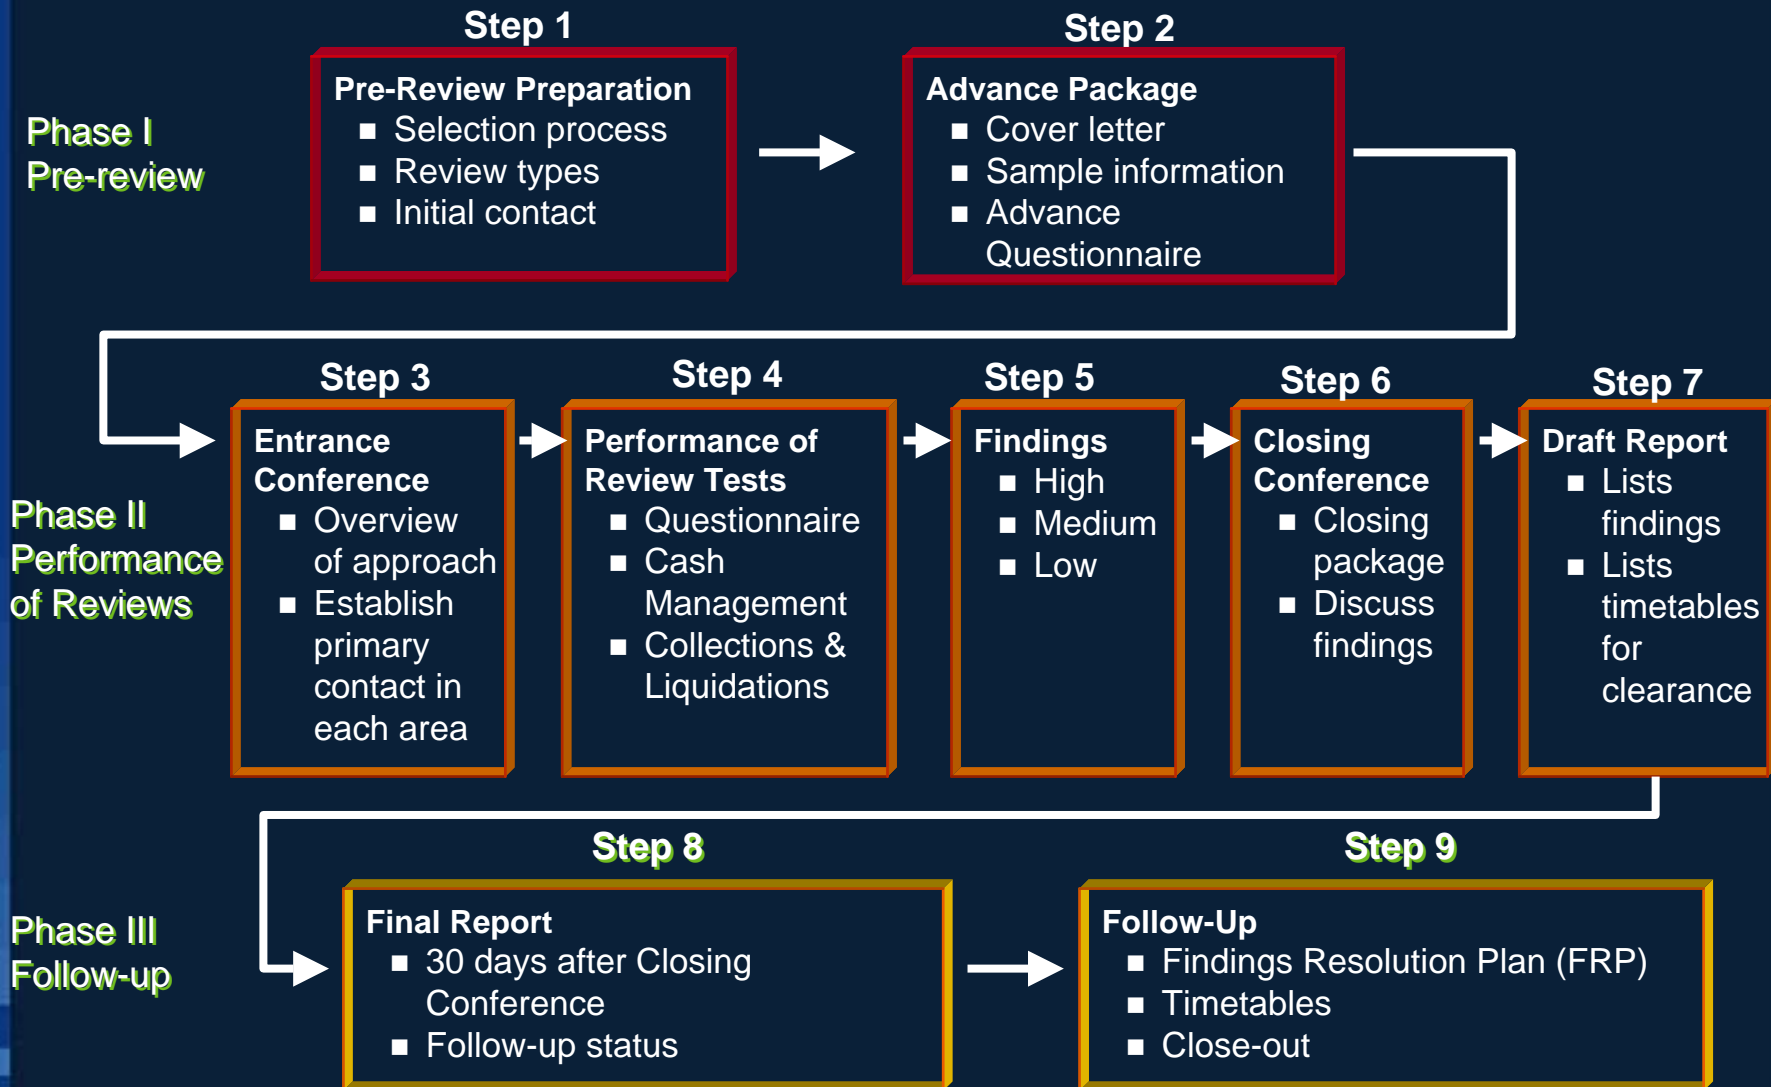 Step 1
Step 2
Phase I
Pre-review
Pre-Review Preparation
■ Selection process
■ Review types
■ Initial contact
Advance Package
■ Cover letter
■ Sample information
■ Advance
Questionnaire
Step 3
Step 4
Step 5
Step 6
Step 7
Phase II
Performance
of Reviews
Entrance
Conference
■ Overview
of approach
■ Establish
primary
contact in
each area
Performance of
Review Tests
■ Questionnaire
■ Cash
Management
■ Collections &
Liquidations
Findings
■ High
■ Medium
■ Low
Closing
Conference
■ Closing
package
■ Discuss
findings
Draft Report
■ Lists
findings
■ Lists
timetables
for
clearance
Step 8
Step 9
Phase III
Follow-up
Final Report
■ 30 days after Closing
Conference
■ Follow-up status
Follow-Up
■ Findings Resolution Plan (FRP)
■ Timetables
■ Close-out